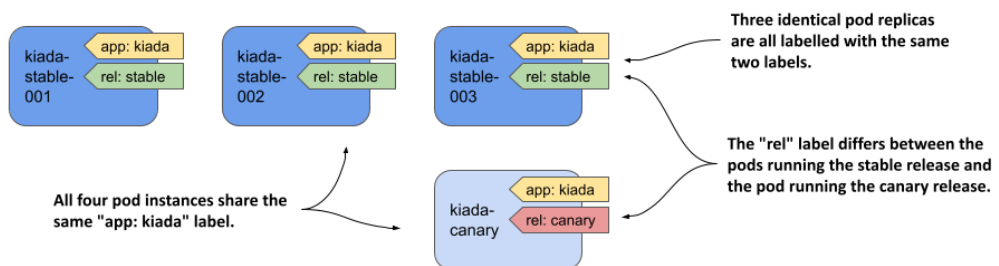 kiada-
stable-
001
app: kiada
rel: stable
kiada-
stable-
002
app: kiada
rel: stable
kiada-
stable-
003
app: kiada
rel: stable
Three identical pod replicas
are all labelled with the same
two labels.
The "rel" label differs between the
pods running the stable release and
the pod running the canary release.
All four pod instances share the
same "app: kiada" label.
kiada-
canary
app: kiada
rel: canary